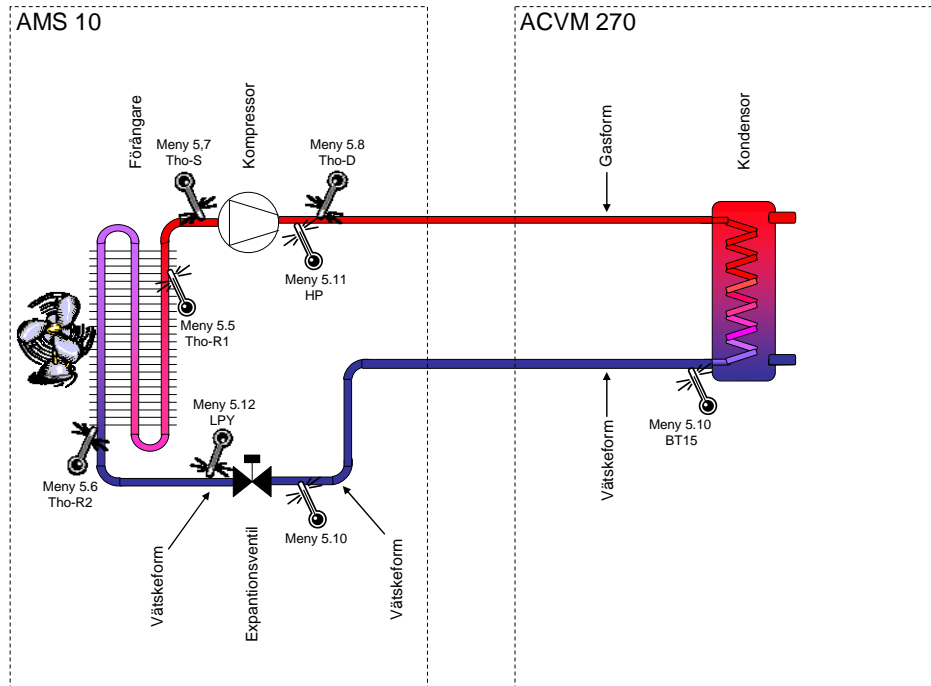 AMS 10
ACVM 270
Förångare
Meny 5,7
Tho-S
Kompressor
Meny 5.8
Tho-D
Gasform
Kondensor
Meny 5.11
HP
Meny 5.5
Tho-R1
Meny 5.12
LPY
Meny 5.6
Tho-R2
Meny 5.10
Meny 5.10
BT15
Vätskeform
Expantionsventil
Vätskeform
Vätskeform